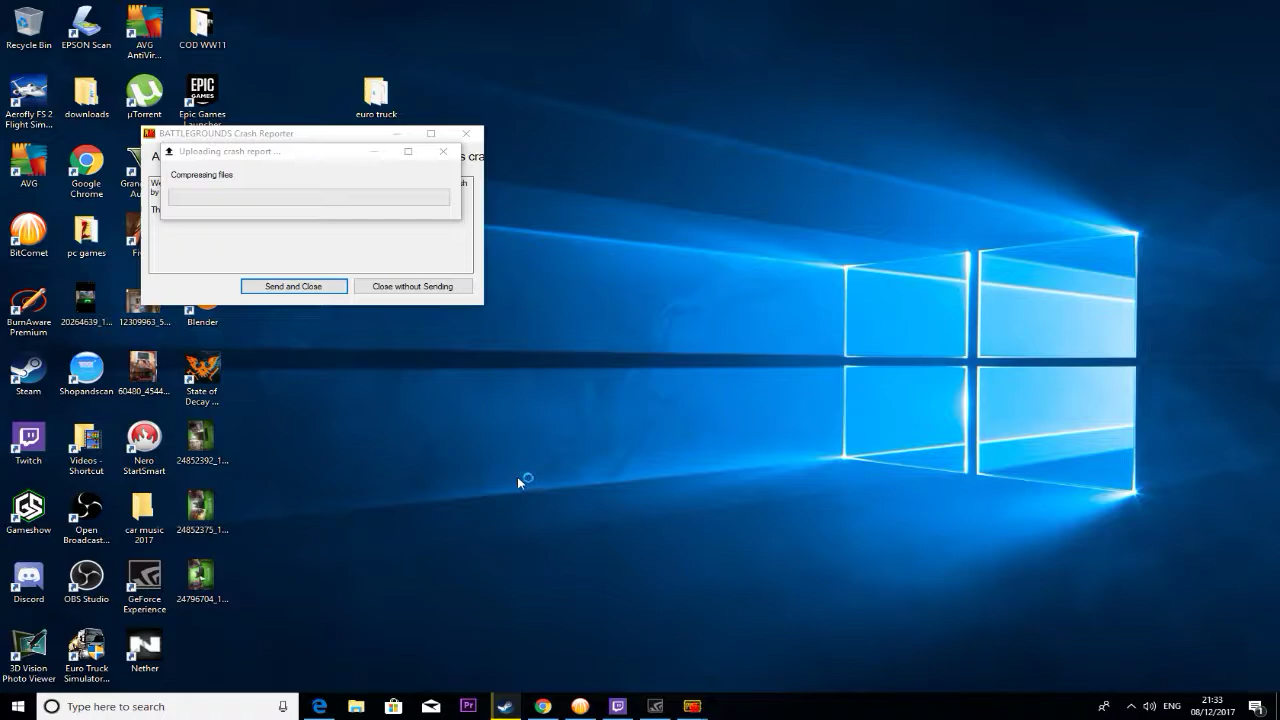 Recycle Bin
EPSON Scan
AVG AntiVir...
COD WW11
Aerofly FS 2 Flight Sim...
downloads
µTorrent
EPIC GAMES
Epic Games Launcher
euro truck
BATTLEGROUNDS Crash Reporter
Uploading crash report ...
Compressing files
Send and Close
Close without Sending
AVG
Google Chrome
BitComet
pc games
BurnAware Premium
20264639_1...
12309963_5...
Blender
Steam
Shopandscan
60480_4544...
State of Decay ...
Twitch
Videos - Shortcut
Nero StartSmart
24852392_1...
Gameshow
Open Broadcast...
car music 2017
24852375_1...
Discord
OBS Studio
GeForce Experience
24796704_1...
3D Vision Photo Viewer
Euro Truck Simulator...
Nether
Type here to search
Pr
ENG
21:33
08/12/2017